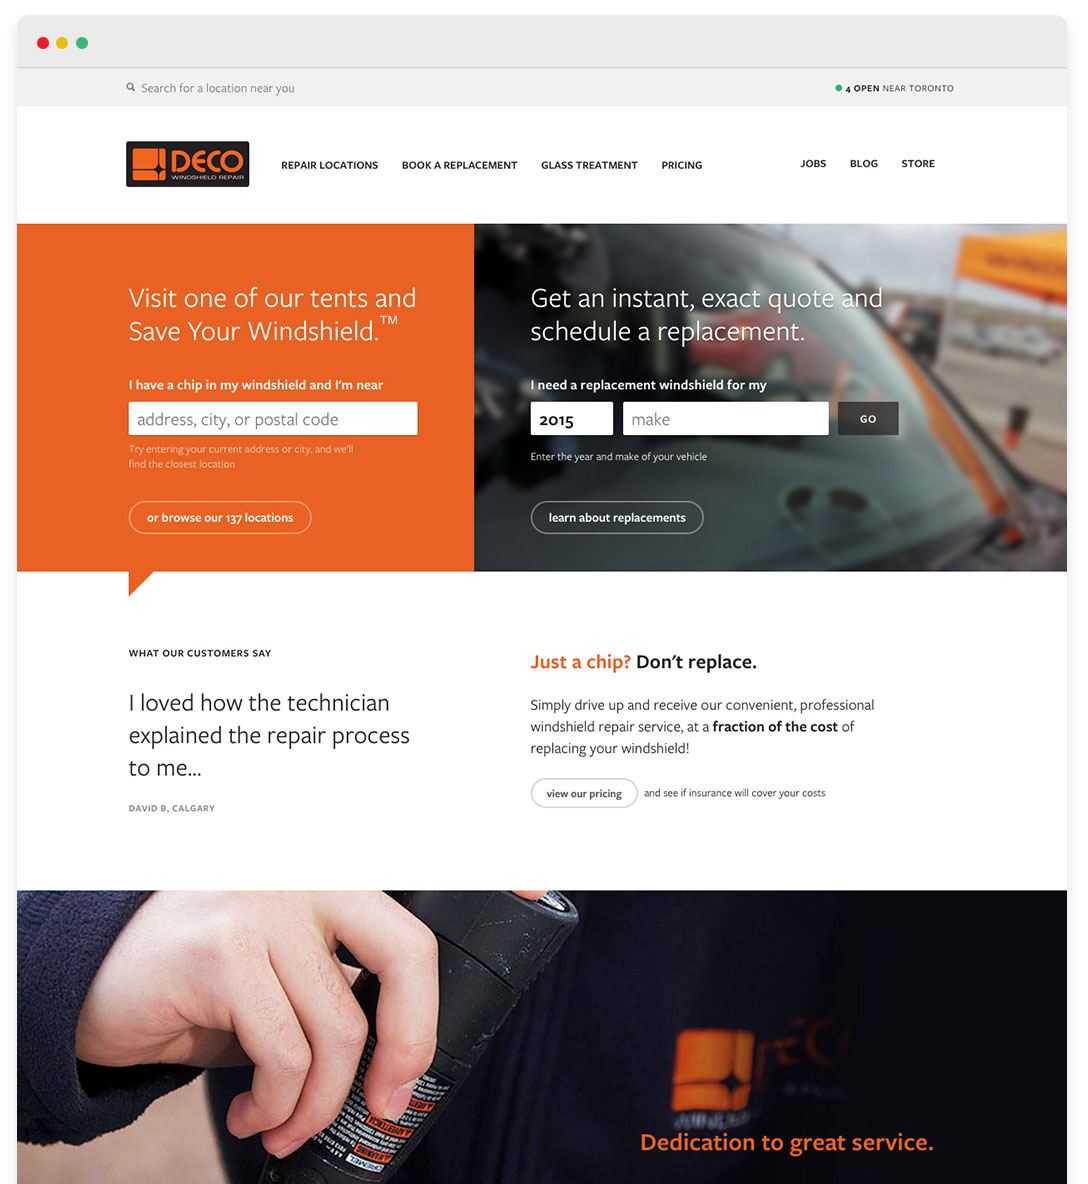 Search for a location near you
4 OPEN NEAR TORONTO
DECO
WINDSHIELD REPAIR
REPAIR LOCATIONS
BOOK A REPLACEMENT
GLASS TREATMENT
PRICING
JOBS
BLOG
STORE
Visit one of our tents and
Save Your Windshield.™
I have a chip in my windshield and I'm near
address, city, or postal code
Try entering your current address or city, and we'll
find the closest location
or browse our 137 locations
Get an instant, exact quote and
schedule a replacement.
I need a replacement windshield for my
2015
make
GO
Enter the year and make of your vehicle
learn about replacements
WHAT OUR CUSTOMERS SAY
I loved how the technician
explained the repair process
to me...
DAVID B, CALGARY
Just a chip? Don't replace.
Simply drive up and receive our convenient, professional
windshield repair service, at a fraction of the cost of
replacing your windshield!
view our pricing
and see if insurance will cover your costs
DREMEL
WARNING
Dedication to great service.